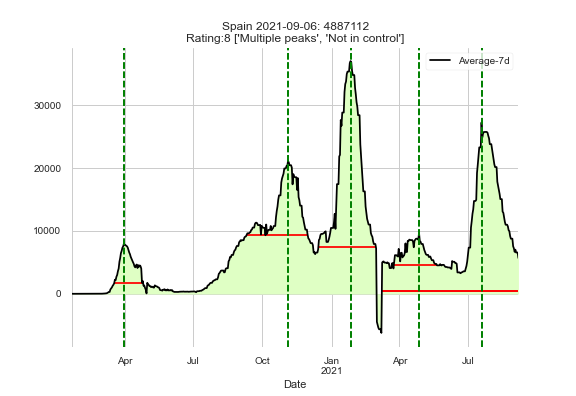 Spain 2021-09-06: 4887112
Rating:8 ['Multiple peaks', 'Not in control']
Average-7d
30000
20000
10000
0
Apr
Jul
Oct
Jan
2021
Apr
Jul
Date